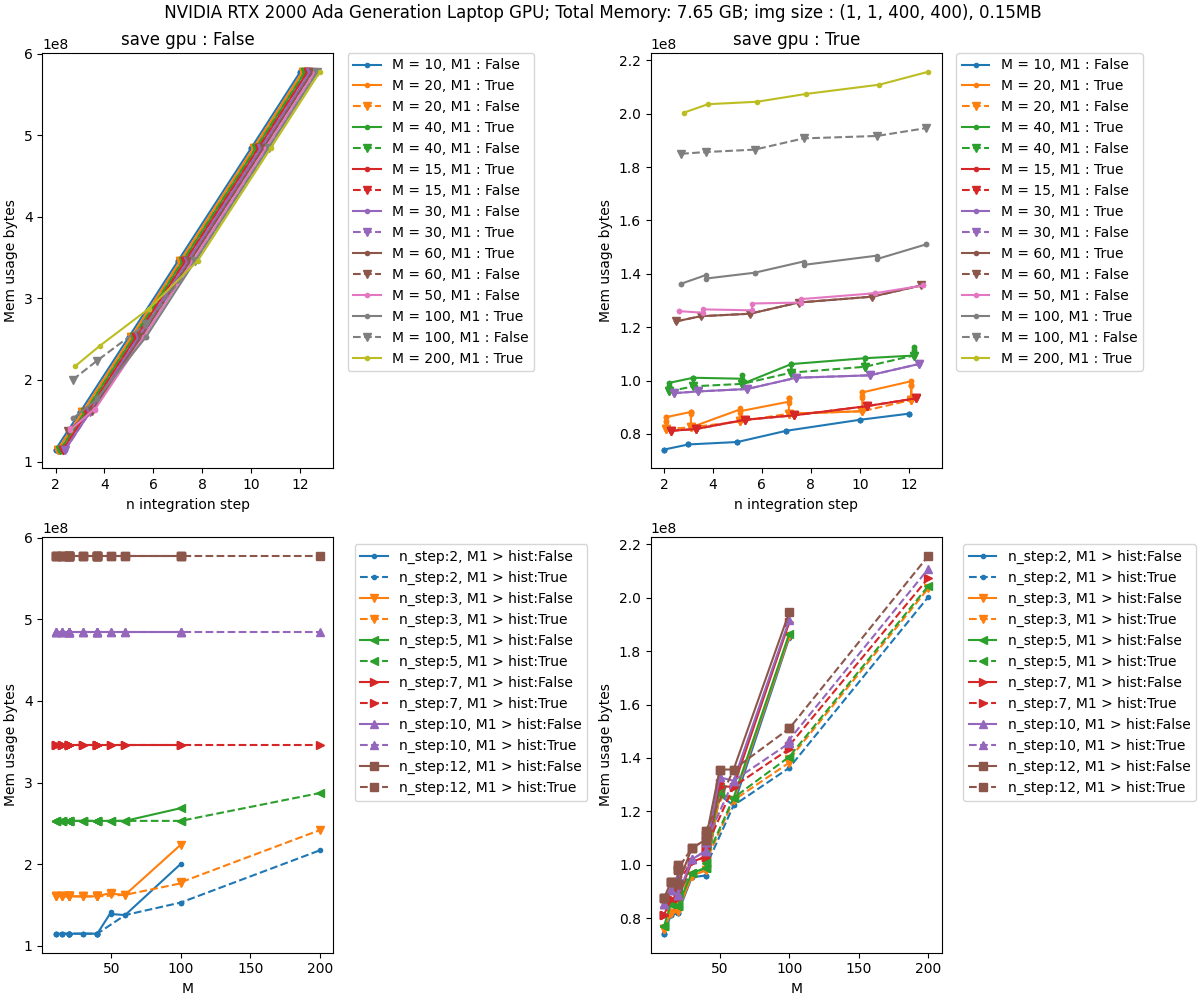 NVIDIA RTX 2000 Ada Generation Laptop GPU; Total Memory: 7.65 GB; img size : (1, 1, 400, 400), 0.15MB
save gpu : False
1e8
6
5
4
3
2
1
Mem usage bytes
2 4 6 8 10 12
n integration step
M = 10, M1 : False
M = 20, M1 : True
M = 20, M1 : False
M = 40, M1 : True
M = 40, M1 : False
M = 15, M1 : True
M = 15, M1 : False
M = 30, M1 : True
M = 30, M1 : False
M = 60, M1 : True
M = 60, M1 : False
M = 50, M1 : False
M = 100, M1 : True
M = 100, M1 : False
M = 200, M1 : True
save gpu : True
1e8
2.2
2.0
1.8
1.6
1.4
1.2
1.0
0.8
Mem usage bytes
2 4 6 8 10 12
n integration step
M = 10, M1 : False
M = 20, M1 : True
M = 20, M1 : False
M = 40, M1 : True
M = 40, M1 : False
M = 15, M1 : True
M = 15, M1 : False
M = 30, M1 : True
M = 30, M1 : False
M = 60, M1 : True
M = 60, M1 : False
M = 50, M1 : False
M = 100, M1 : True
M = 100, M1 : False
M = 200, M1 : True
1e8
6
5
4
3
2
1
Mem usage bytes
50 100 150 200
M
n_step:2, M1 > hist:False
n_step:2, M1 > hist:True
n_step:3, M1 > hist:False
n_step:3, M1 > hist:True
n_step:5, M1 > hist:False
n_step:5, M1 > hist:True
n_step:7, M1 > hist:False
n_step:7, M1 > hist:True
n_step:10, M1 > hist:False
n_step:10, M1 > hist:True
n_step:12, M1 > hist:False
n_step:12, M1 > hist:True
1e8
2.2
2.0
1.8
1.6
1.4
1.2
1.0
0.8
Mem usage bytes
50 100 150 200
M
n_step:2, M1 > hist:False
n_step:2, M1 > hist:True
n_step:3, M1 > hist:False
n_step:3, M1 > hist:True
n_step:5, M1 > hist:False
n_step:5, M1 > hist:True
n_step:7, M1 > hist:False
n_step:7, M1 > hist:True
n_step:10, M1 > hist:False
n_step:10, M1 > hist:True
n_step:12, M1 > hist:False
n_step:12, M1 > hist:True